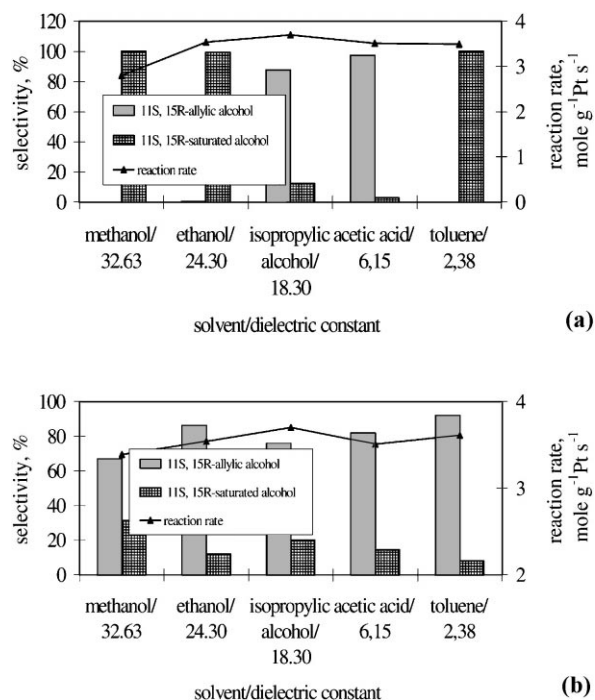 120
100
80
60
40
20
0
selectivity, %
11S, 15R-allylic alcohol
11S, 15R-saturated alcohol
reaction rate
4
3
2
1
0
reaction rate,
mole g⁻¹Pt s⁻¹
methanol/ ethanol/ isopropylic acetic acid/ toluene/
32.63 24.30 alcohol/ 6,15 2,38
18.30
solvent/dielectric constant
(a)
100
80
60
40
20
0
selectivity, %
11S, 15R-allylic alcohol
11S, 15R-saturated alcohol
reaction rate
4
3
2
reaction rate,
mole g⁻¹Pt s⁻¹
methanol/ ethanol/ isopropylic acetic acid/ toluene/
32.63 24.30 alcohol/ 6,15 2,38
18.30
solvent/dielectric constant
(b)